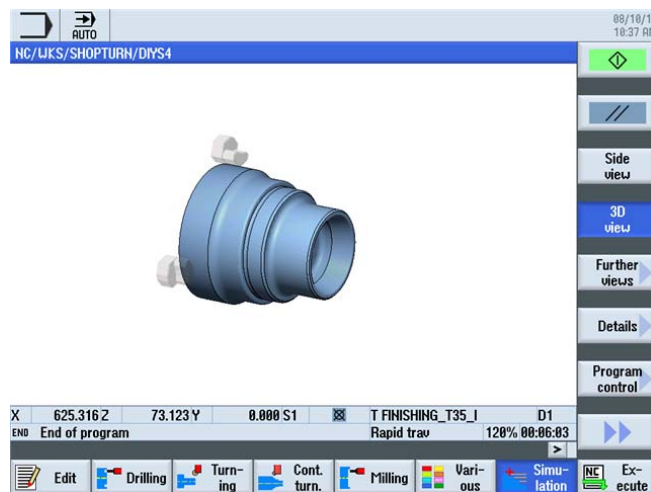 AUTO
08/10/1
10:37 AM
NC/WKS/SHOPTURN/DIYS4
//
Side
view
3D
view
Further
views
Details
Program
control
X 625.316 Z 73.123 Y 0.000 S1 T FINISHING_T35_I D1
END End of program Rapid trav 120% 00:06:03
>
Edit Drilling Turn-
ing Cont.
turn. Milling Vari-
ous Simu-
lation NC Ex-
ecute